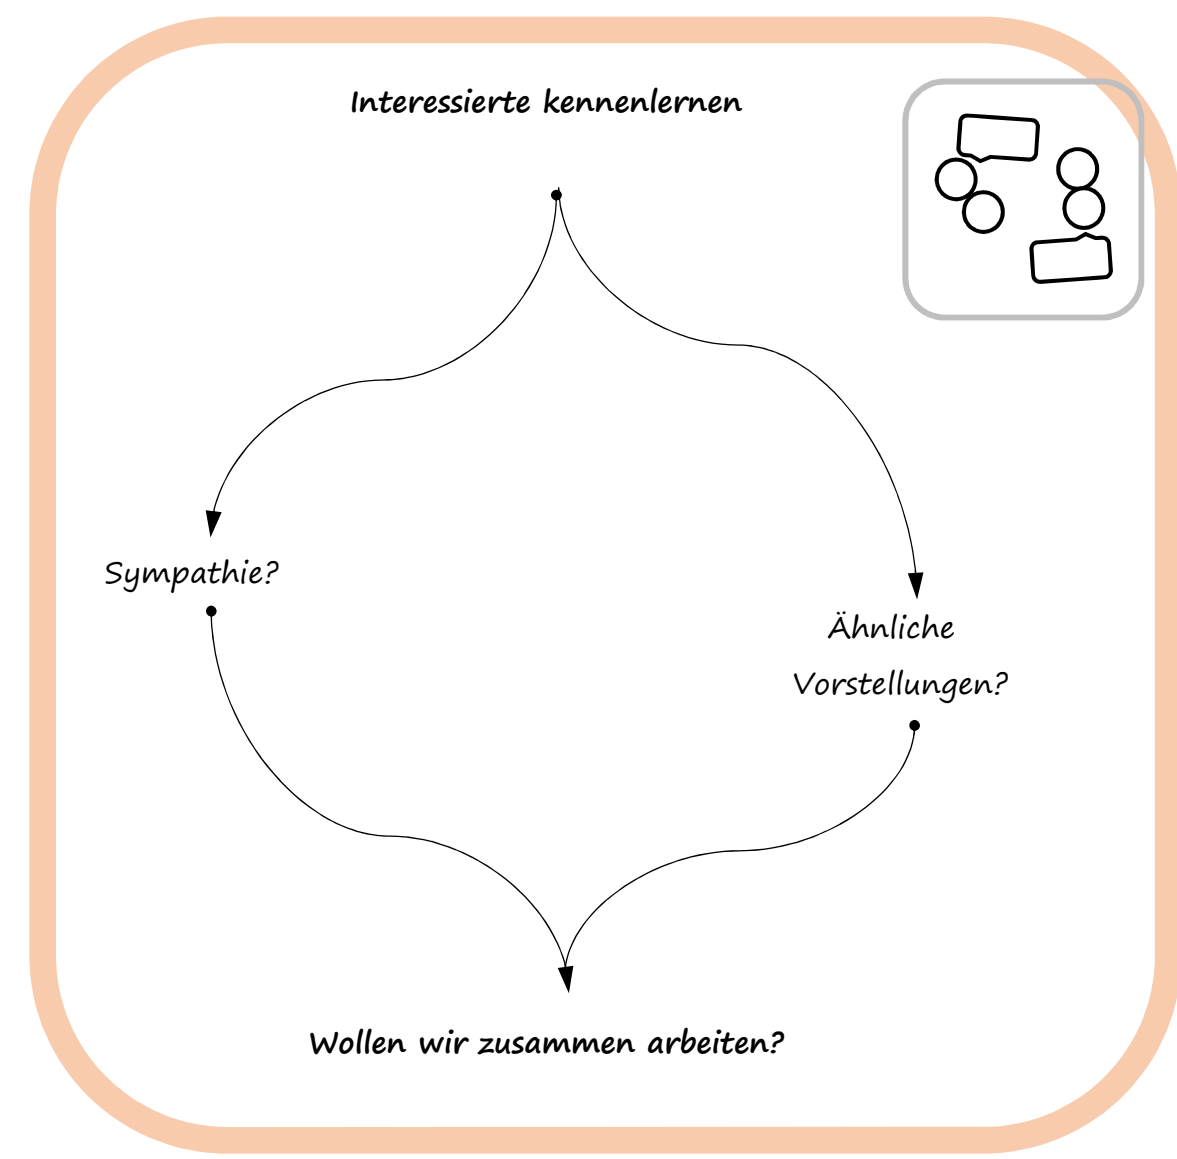 Interessierte kennenlernen
Sympathie?
Ähnliche
Vorstellungen?
Wollen wir zusammen arbeiten?